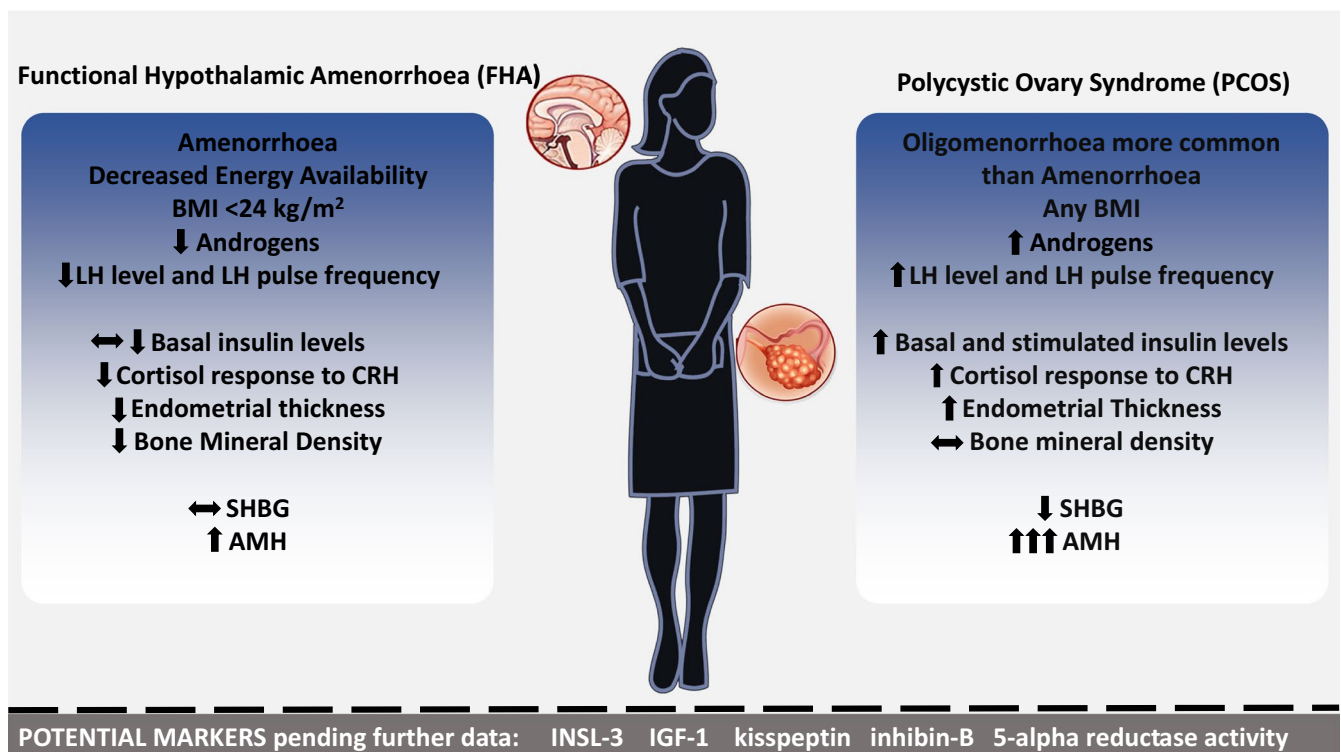 Functional Hypothalamic Amenorrhoea (FHA)
Amenorrhoea
Decreased Energy Availability
BMI <24 kg/m²
⬇ Androgens
⬇LH level and LH pulse frequency
⬌ ⬇ Basal insulin levels
⬇Cortisol response to CRH
⬇Endometrial thickness
⬇ Bone Mineral Density
⬌ SHBG
⬆ AMH
Polycystic Ovary Syndrome (PCOS)
Oligomenorrhoea more common
than Amenorrhoea
Any BMI
⬆ Androgens
⬆LH level and LH pulse frequency
⬆ Basal and stimulated insulin levels
⬆ Cortisol response to CRH
⬆ Endometrial Thickness
⬌ Bone mineral density
⬇ SHBG
⬆⬆⬆ AMH
POTENTIAL MARKERS pending further data: INSL-3 IGF-1 kisspeptin inhibin-B 5-alpha reductase activity